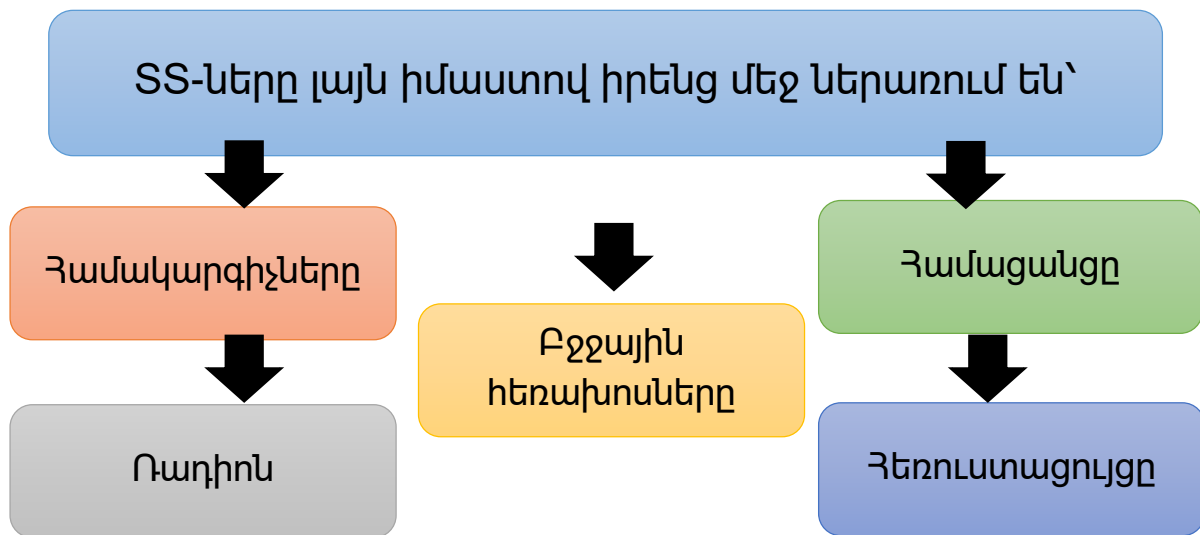 ՏՏ-ները լայն իմաստով իրենց մեջ ներառում են՝
Համակարգիչները
Համացանցը
Բջջային
հեռախոսները
Ռադիոն
Հեռուստացույցը